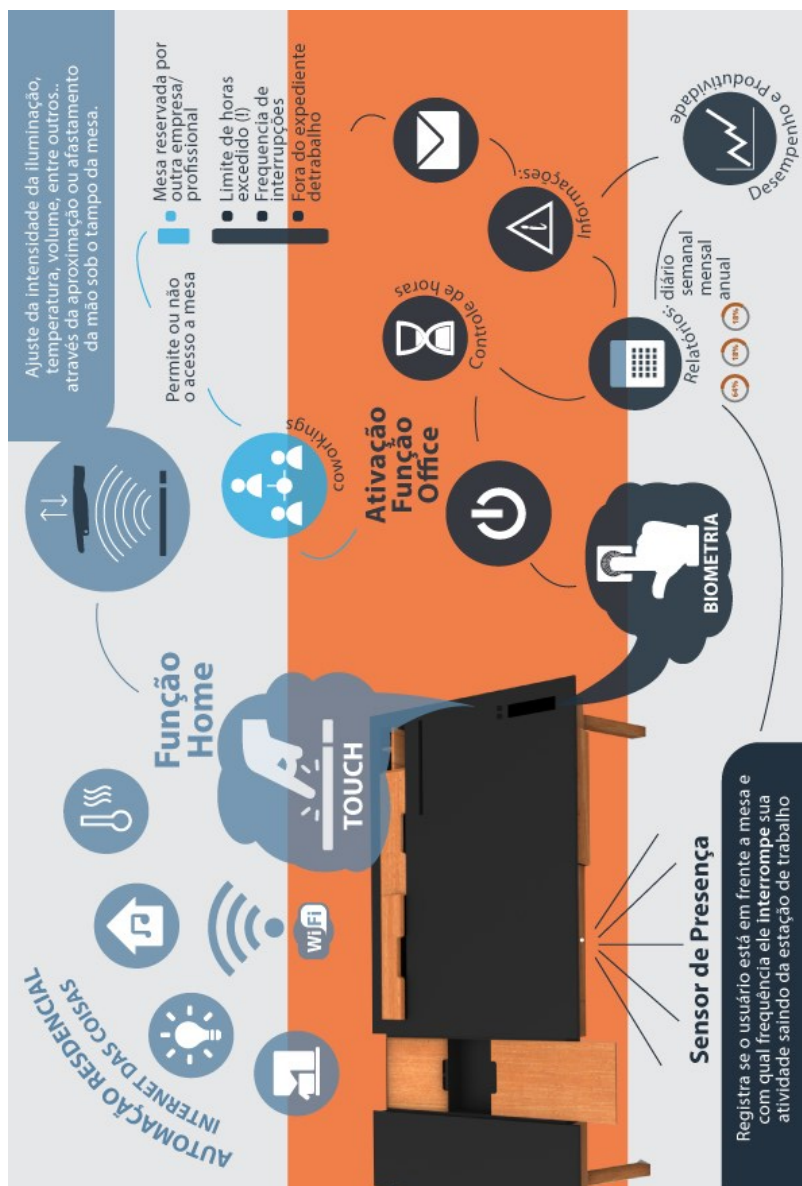 AUTOMAÇÃO RESDENCIAL
INTERNET DAS COISAS
WiFi
Função
Home
TOUCH
Ajuste da intensidade da iluminação,
temperatura, volume, entre outros..
através da aproximação ou afastamento
da mão sob o tampo da mesa.
coworkings
Permite ou não
o acesso a mesa
Mesa reservada por
outra empresa/
profissional
Limite de horas
excedido (!)
Frequencia de
interrupções
Fora do expediente
detrabalho
Ativação
Função
Office
Controle de horas
Informações:
BIOMETRIA
Relatórios:
diário
semanal
mensal
anual
64%
18%
18%
Desempenho e Produtividade
Sensor de Presença
Registra se o usuário está em frente a mesa e
com qual frequência ele interrompe sua
atividade saindo da estação de trabalho